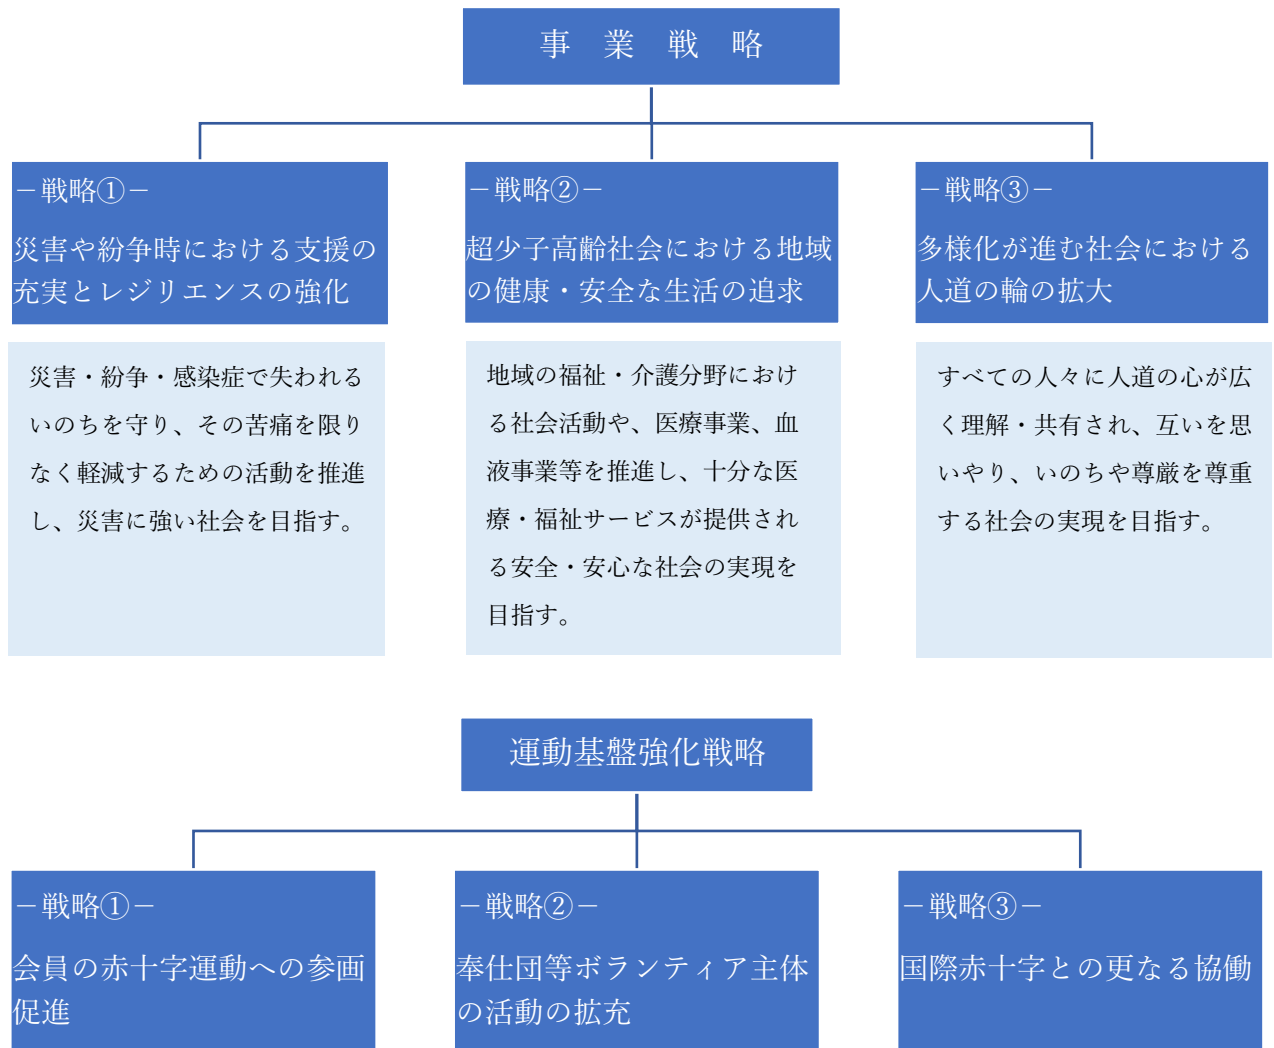 事 業 戦 略
－戦略①－
災害や紛争時における支援の
充実とレジリエンスの強化
災害・紛争・感染症で失われる
いのちを守り、その苦痛を限り
なく軽減するための活動を推進
し、災害に強い社会を目指す。
－戦略②－
超少子高齢社会における地域
の健康・安全な生活の追求
地域の福祉・介護分野におけ
る社会活動や、医療事業、血
液事業等を推進し、十分な医
療・福祉サービスが提供され
る安全・安心な社会の実現を
目指す。
－戦略③－
多様化が進む社会における
人道の輪の拡大
すべての人々に人道の心が広
く理解・共有され、互いを思
いやり、いのちや尊厳を尊重
する社会の実現を目指す。
運動基盤強化戦略
－戦略①－
会員の赤十字運動への参画
促進
－戦略②－
奉仕団等ボランティア主体
の活動の拡充
－戦略③－
国際赤十字との更なる協働